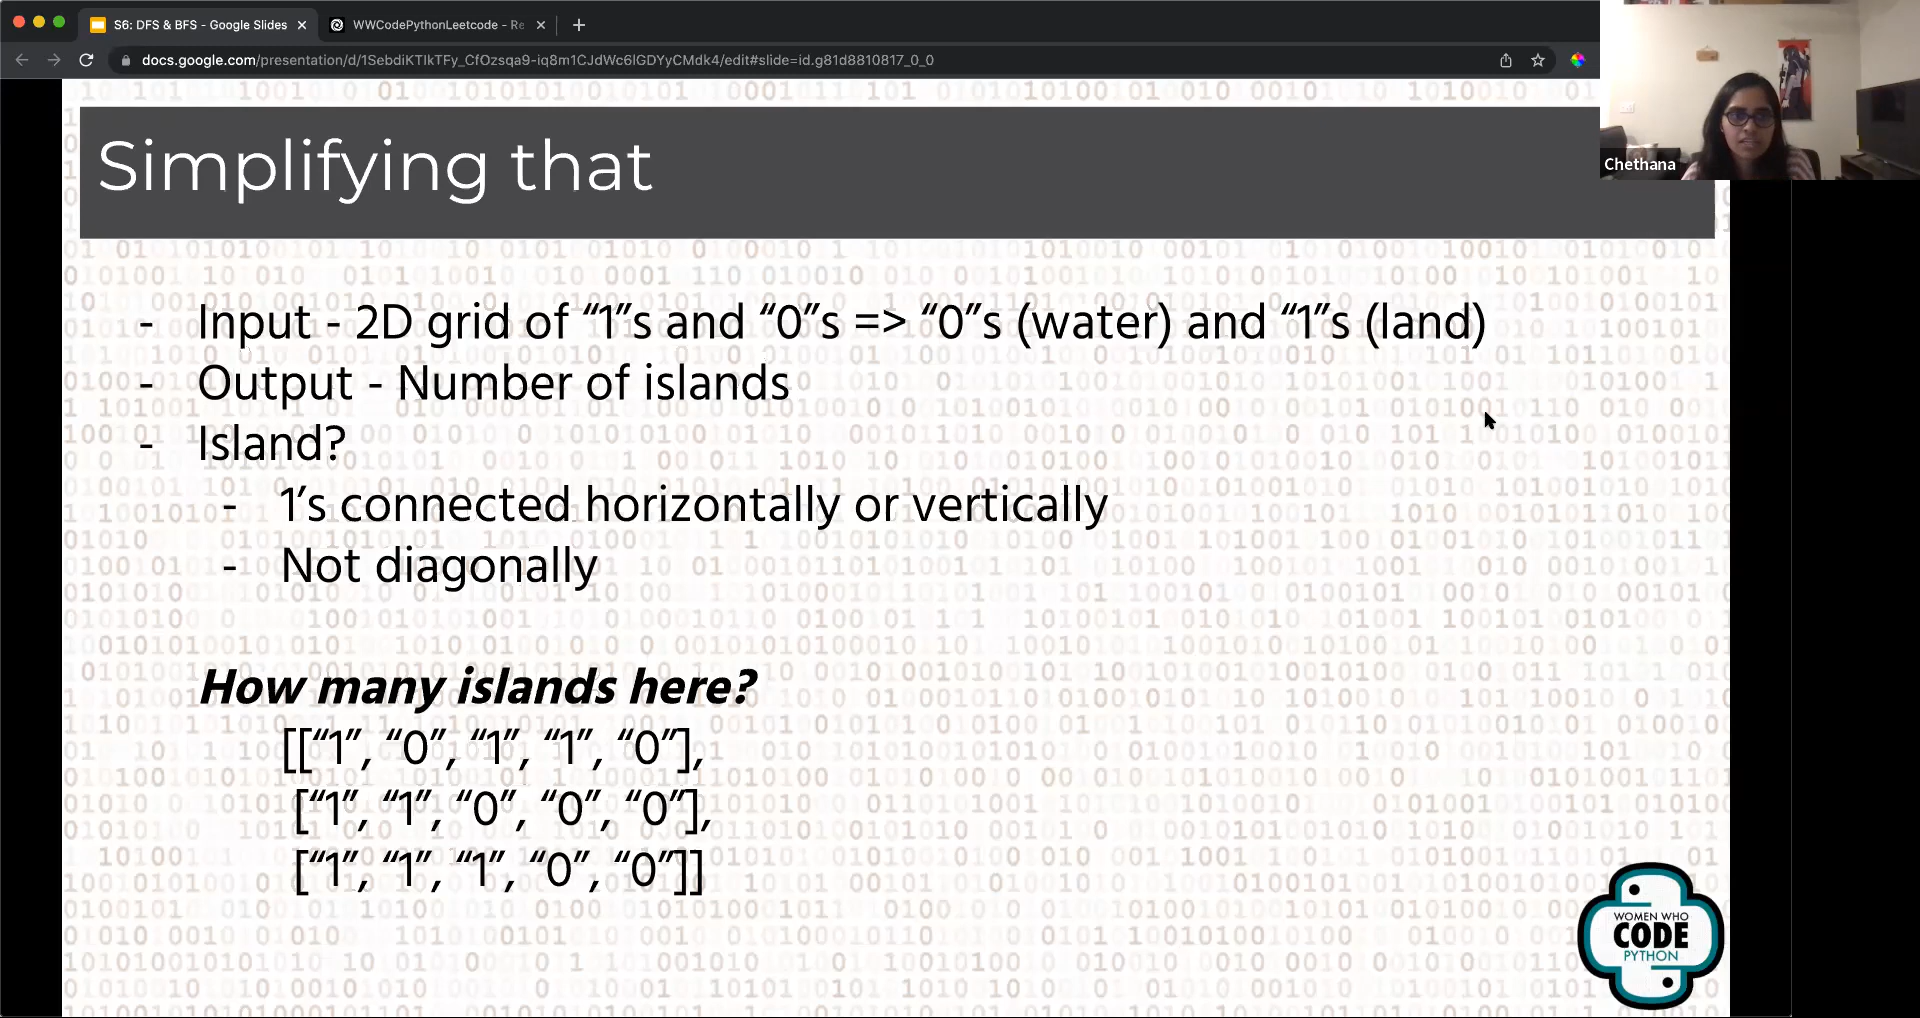 S6: DFS & BFS - Google Slides
WWCodePythonLeetcode - Re
docs.google.com/presentation/d/1SebdiKTIkTFy_CfOzsqa9-iq8m1CJdWc6lGDYyCMdk4/edit#slide=id.g81d8810817_0_0
Chethana
Simplifying that
- Input - 2D grid of “1”s and “0”s => “0”s (water) and “1”s (land)
- Output - Number of islands
- Island?
- 1’s connected horizontally or vertically
- Not diagonally
How many islands here?
[[“1”, “0”, “1”, “1”, “0”],
[“1”, “1”, “0”, “0”, “0”],
[“1”, “1”, “1”, “0”, “0”]]
WOMEN WHO
CODE
PYTHON